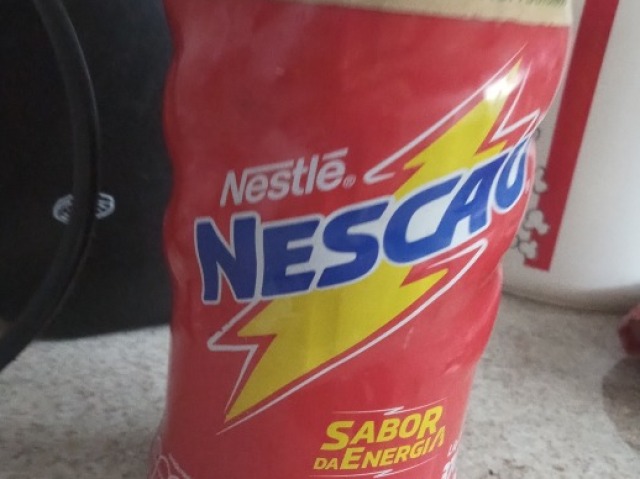 Nestlé®
NESCAU
SABOR
DA ENERGIA